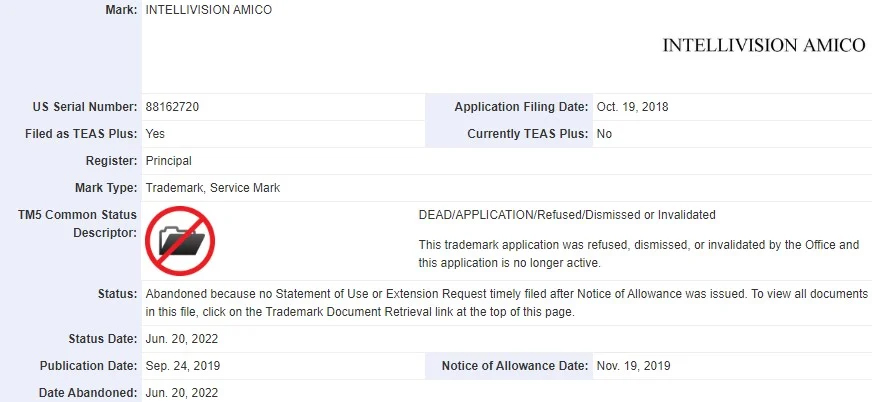 Mark: INTELLIVISION AMICO
INTELLIVISION AMICO
US Serial Number: 88162720 Application Filing Date: Oct. 19, 2018
Filed as TEAS Plus: Yes Currently TEAS Plus: No
Register: Principal
Mark Type: Trademark, Service Mark
TM5 Common Status DEAD/APPLICATION/Refused/Dismissed or Invalidated
Descriptor:
This trademark application was refused, dismissed, or invalidated by the Office and
this application is no longer active.
Status: Abandoned because no Statement of Use or Extension Request timely filed after Notice of Allowance was issued. To view all documents
in this file, click on the Trademark Document Retrieval link at the top of this page.
Status Date: Jun. 20, 2022
Publication Date: Sep. 24, 2019 Notice of Allowance Date: Nov. 19, 2019
Date Abandoned: Jun. 20, 2022